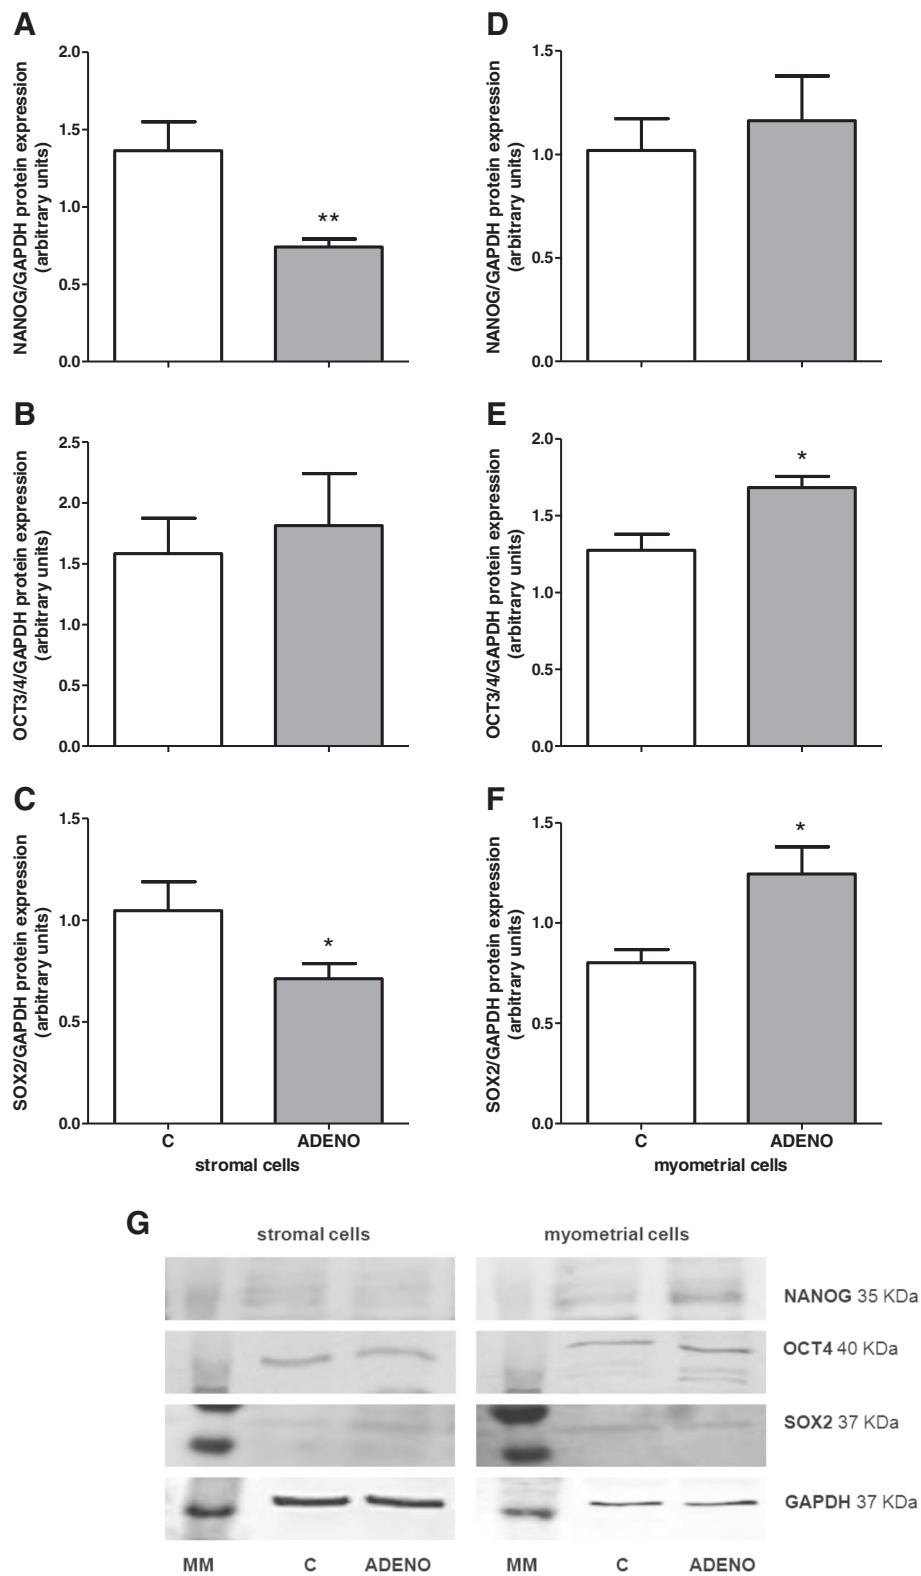 A
NANOG/GAPDH protein expression
(arbitrary units)
2.0
1.5
1.0
0.5
0.0
**
D
NANOG/GAPDH protein expression
(arbitrary units)
1.5
1.0
0.5
0.0
B
OCT3/4/GAPDH protein expression
(arbitrary units)
2.5
2.0
1.5
1.0
0.5
0.0
E
OCT3/4/GAPDH protein expression
(arbitrary units)
2.0
1.5
1.0
0.5
0.0
*
C
SOX2/GAPDH protein expression
(arbitrary units)
1.5
1.0
0.5
0.0
*
C ADENO
stromal cells
F
SOX2/GAPDH protein expression
(arbitrary units)
1.5
1.0
0.5
0.0
*
C ADENO
myometrial cells
G
stromal cells myometrial cells
NANOG 35 KDa
OCT4 40 KDa
SOX2 37 KDa
GAPDH 37 KDa
MM C ADENO MM C ADENO